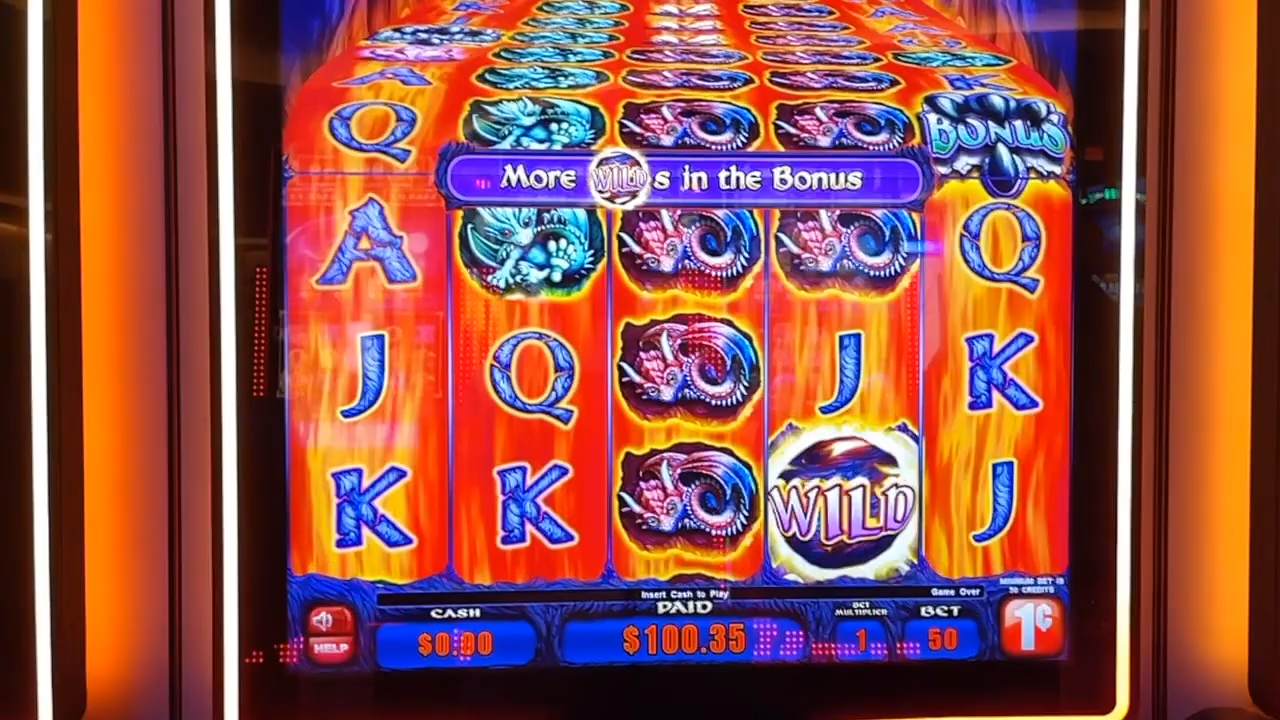 A
K
Q
BONUS
More WILDs in the Bonus
A
Q
J
Q
J
K
K
K
WILD
J
Insert Cash to Play
Game Over
MINIMUM BET IS
50 CREDITS
CASH
PAID
BET
MULTIPLIER
BET
1¢
HELP
$0.00
$100.35
1
50